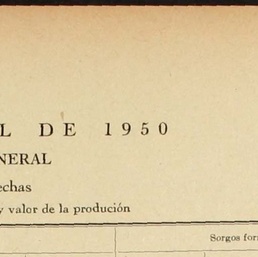 L DE 1950
NERAL
echas
y valor de la produción
Sorgos for